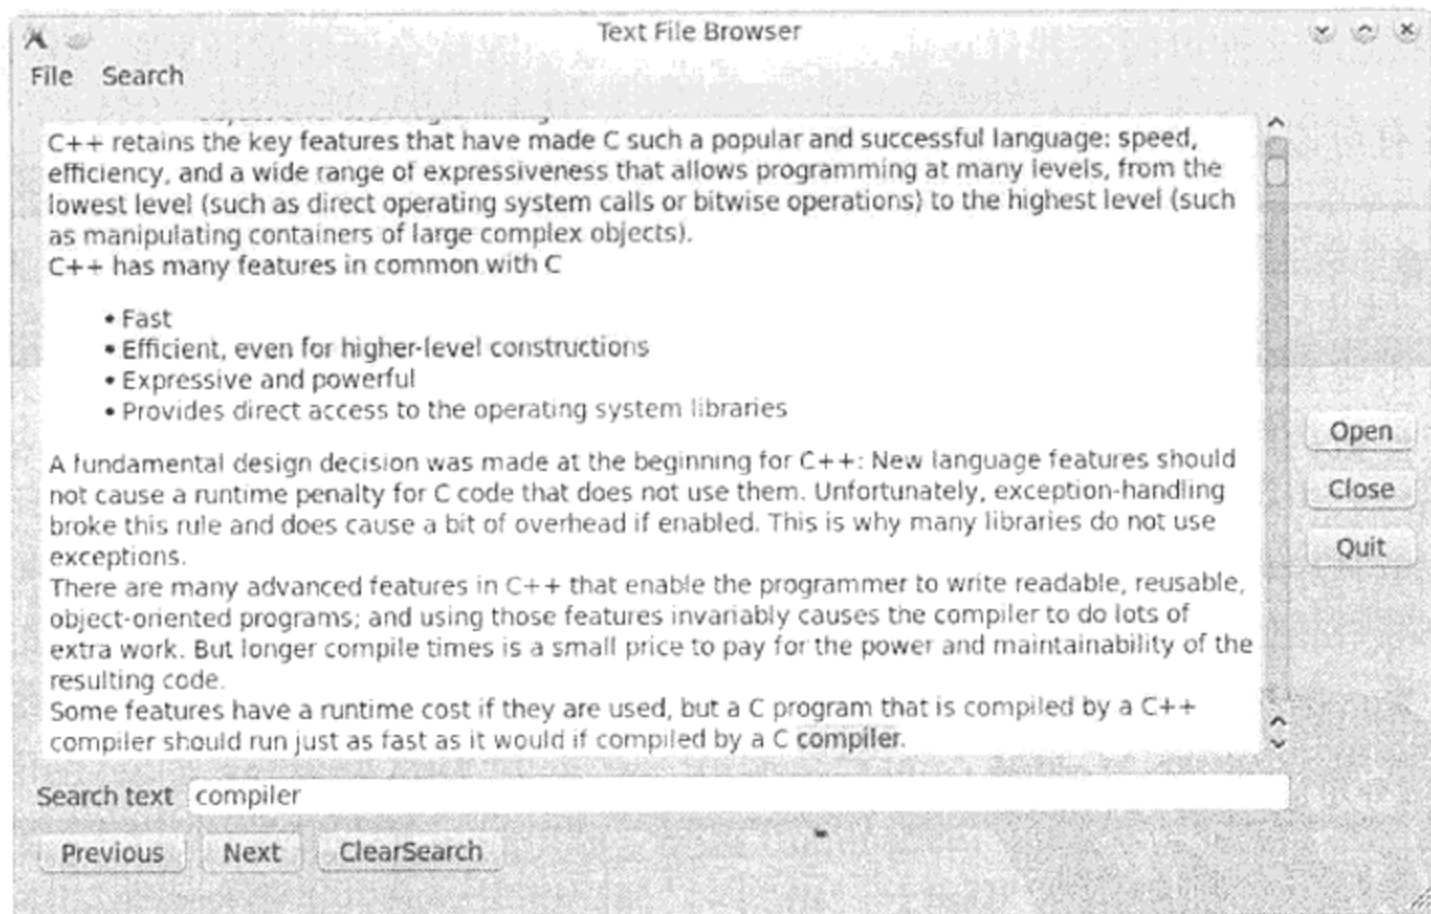 Text File Browser
File Search
C++ retains the key features that have made C such a popular and successful language: speed,
efficiency, and a wide range of expressiveness that allows programming at many levels, from the
lowest level (such as direct operating system calls or bitwise operations) to the highest level (such
as manipulating containers of large complex objects).
C++ has many features in common with C
• Fast
• Efficient, even for higher-level constructions
• Expressive and powerful
• Provides direct access to the operating system libraries
A fundamental design decision was made at the beginning for C++: New language features should
not cause a runtime penalty for C code that does not use them. Unfortunately, exception-handling
broke this rule and does cause a bit of overhead if enabled. This is why many libraries do not use
exceptions.
There are many advanced features in C++ that enable the programmer to write readable, reusable,
object-oriented programs; and using those features invariably causes the compiler to do lots of
extra work. But longer compile times is a small price to pay for the power and maintainability of the
resulting code.
Some features have a runtime cost if they are used, but a C program that is compiled by a C++
compiler should run just as fast as it would if compiled by a C compiler.
Open
Close
Quit
Search text compiler
Previous Next ClearSearch